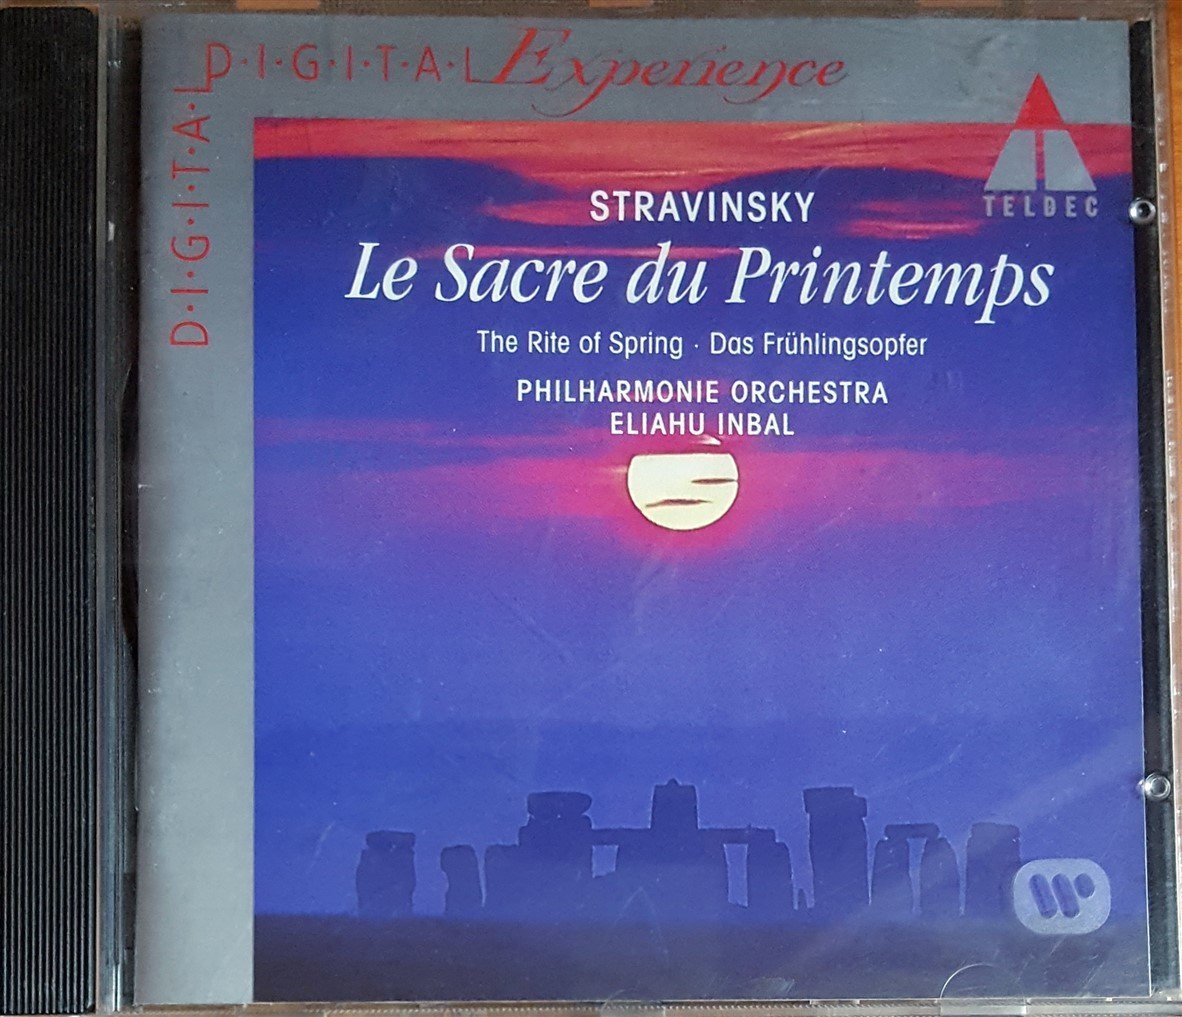 D·I·G·I·T·A·L Experience
D·I·G·I·T·A·L
TELDEC
STRAVINSKY
Le Sacre du Printemps
The Rite of Spring · Das Frühlingsopfer
PHILHARMONIE ORCHESTRA
ELIAHU INBAL